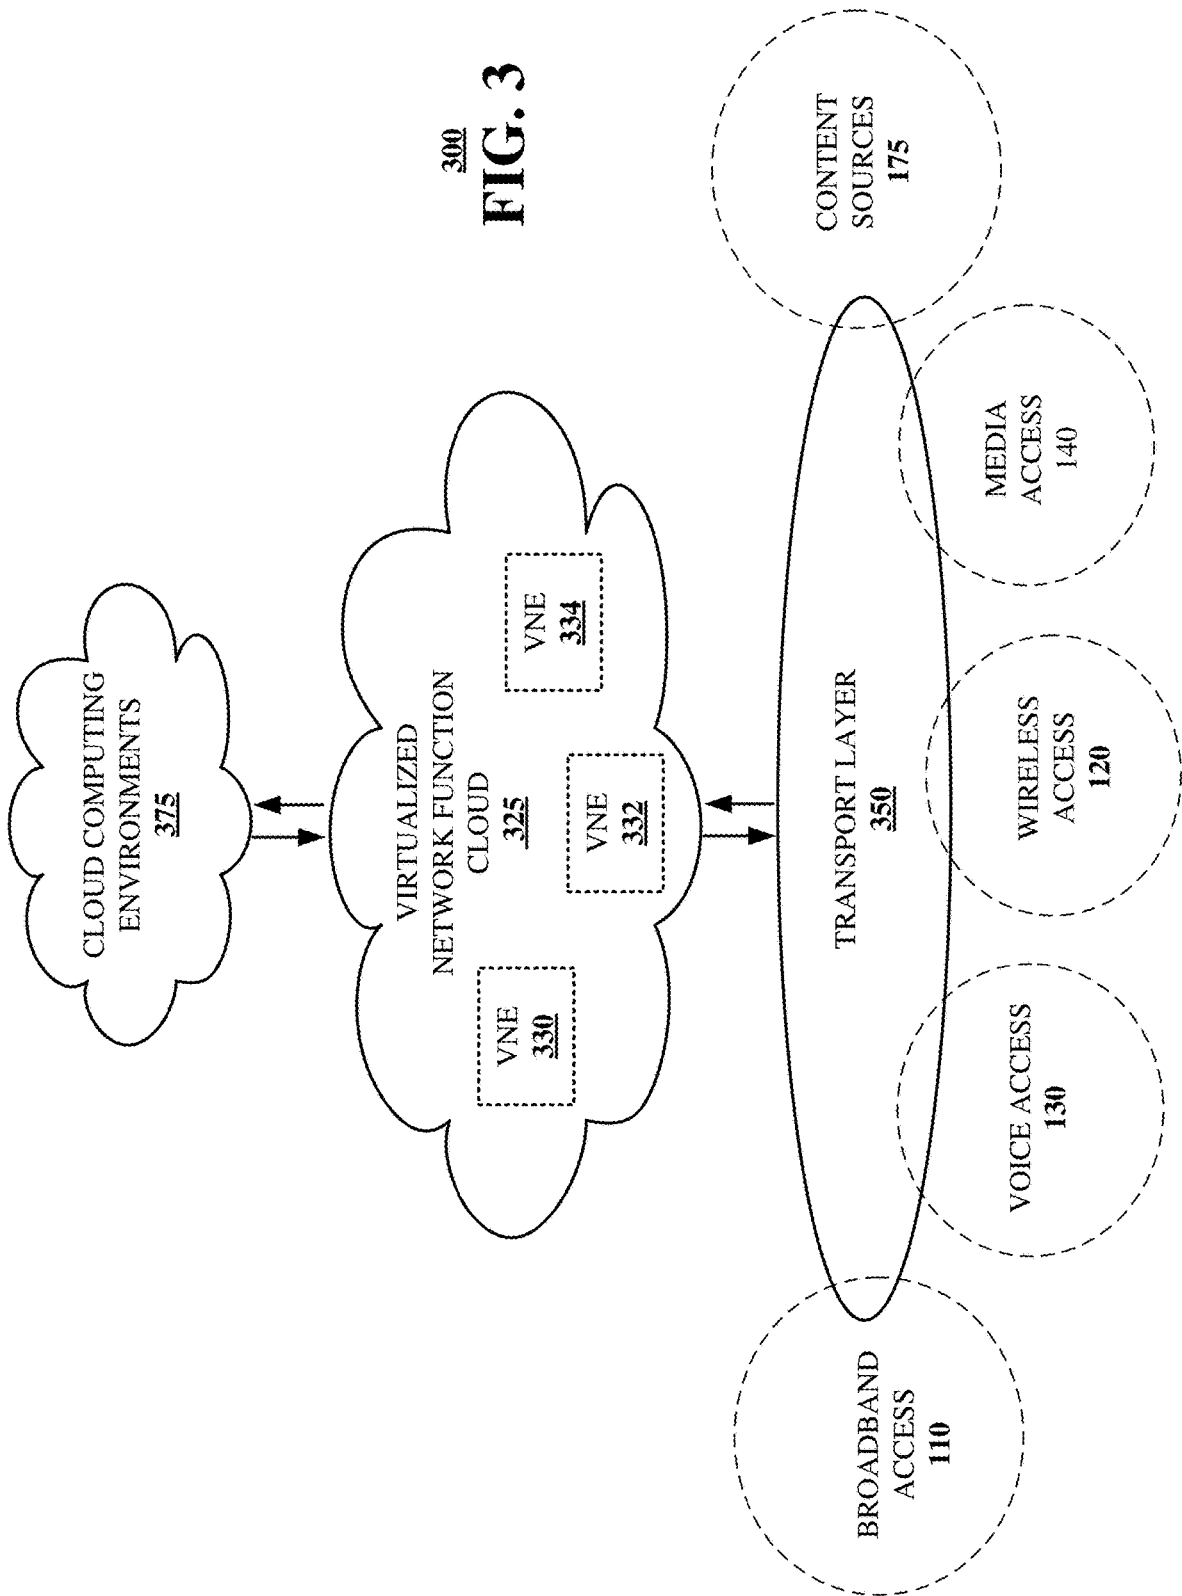 CLOUD COMPUTING
ENVIRONMENTS
375
VIRTUALIZED
NETWORK FUNCTION
CLOUD
325
VNE
330
VNE
332
VNE
334
300
FIG. 3
TRANSPORT LAYER
350
BROADBAND
ACCESS
110
VOICE ACCESS
130
WIRELESS
ACCESS
120
MEDIA
ACCESS
140
CONTENT
SOURCES
175